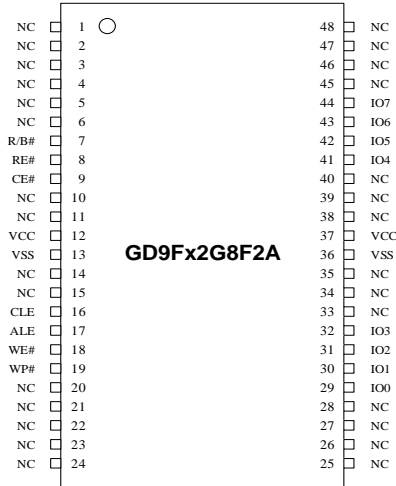 NC 1 48 NC
NC 2 47 NC
NC 3 46 NC
NC 4 45 NC
NC 5 44 IO7
NC 6 43 IO6
R/B# 7 42 IO5
RE# 8 41 IO4
CE# 9 40 NC
NC 10 39 NC
NC 11 38 NC
VCC 12 37 VCC
VSS 13 GD9Fx2G8F2A 36 VSS
NC 14 35 NC
NC 15 34 NC
CLE 16 33 NC
ALE 17 32 IO3
WE# 18 31 IO2
WP# 19 30 IO1
NC 20 29 IO0
NC 21 28 NC
NC 22 27 NC
NC 23 26 NC
NC 24 25 NC